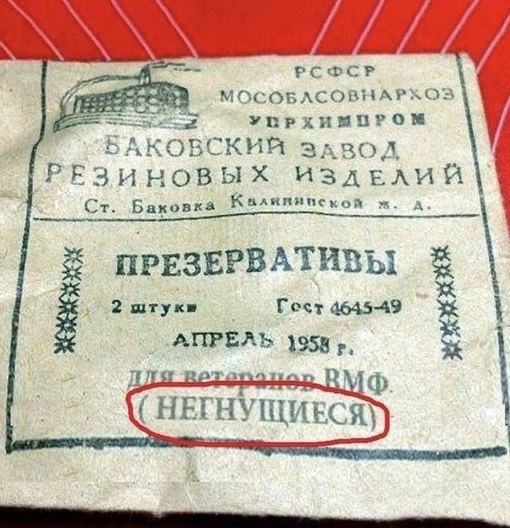 РСФСР
МОСОБЛСОВНАРХОЗ
УПРХИМПРОМ
БАКОВСКИЙ ЗАВОД
РЕЗИНОВЫХ ИЗДЕЛИЙ
Ст. Баковка Калининской ж. д.
ПРЕЗЕРВАТИВЫ
2 штуки Гост 4645-49
АПРЕЛЬ 1958 г.
для ветеранов ВМФ
( НЕГНУЩИЕСЯ)